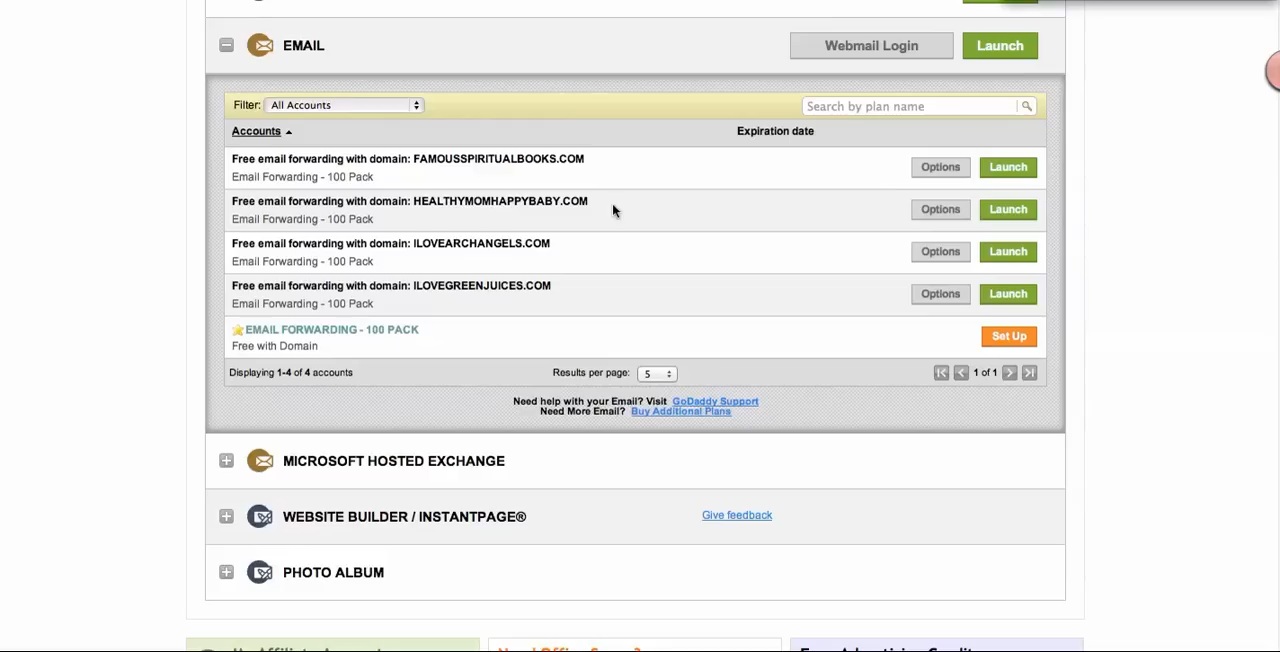 EMAIL Webmail Login Launch
Filter: All Accounts Search by plan name
Accounts Expiration date
Free email forwarding with domain: FAMOUSSPIRITUALBOOKS.COM
Email Forwarding - 100 Pack
Options Launch
Free email forwarding with domain: HEALTHYMOMHAPPYBABY.COM
Email Forwarding - 100 Pack
Options Launch
Free email forwarding with domain: ILOVEARCHANGELS.COM
Email Forwarding - 100 Pack
Options Launch
Free email forwarding with domain: ILOVEGREENJUICES.COM
Email Forwarding - 100 Pack
Options Launch
EMAIL FORWARDING - 100 PACK
Free with Domain
Set Up
Displaying 1-4 of 4 accounts Results per page: 5 1 of 1
Need help with your Email? Visit GoDaddy Support
Need More Email? Buy Additional Plans
MICROSOFT HOSTED EXCHANGE
WEBSITE BUILDER / INSTANTPAGE® Give feedback
PHOTO ALBUM